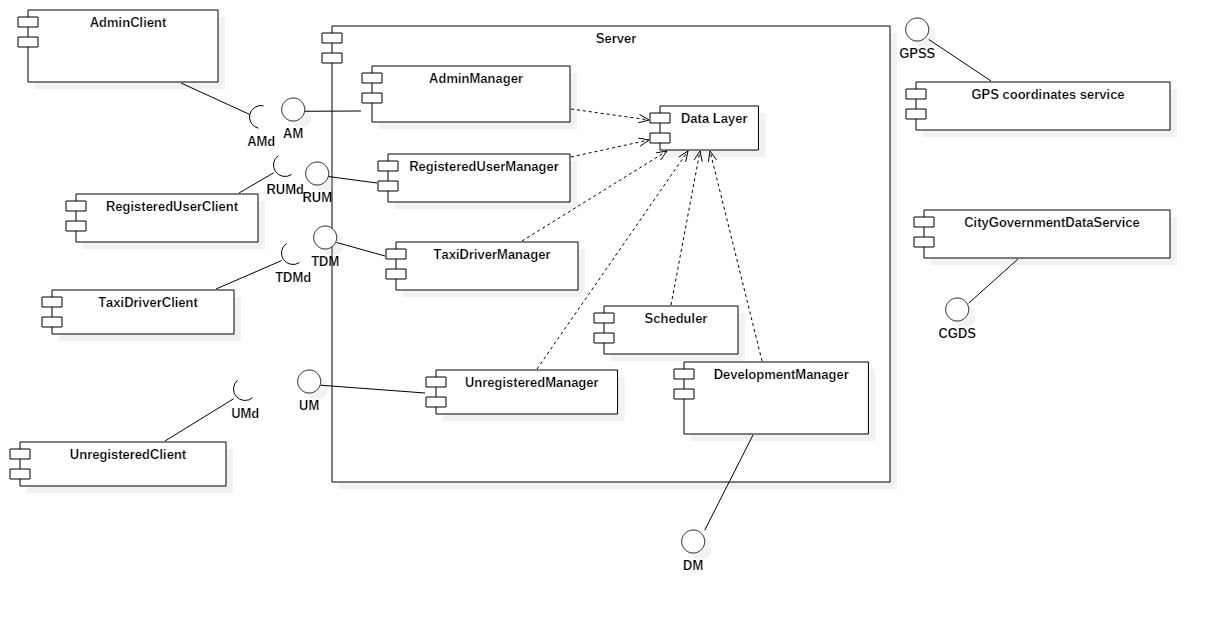 AdminClient
Server
GPSS
AdminManager
GPS coordinates service
Data Layer
AMd
AM
RegisteredUserManager
RUMd
RUM
RegisteredUserClient
CityGovernmentDataService
TaxiDriverManager
TDM
TDMd
TaxiDriverClient
Scheduler
CGDS
DevelopmentManager
UnregisteredManager
UM
UMd
UnregisteredClient
DM